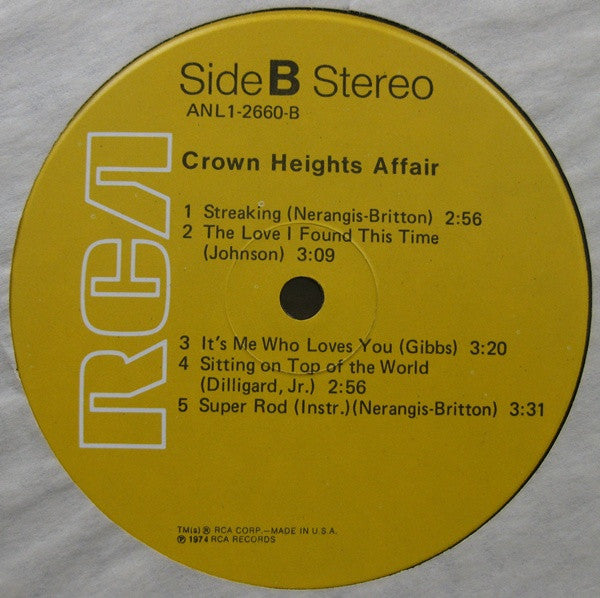 Side B Stereo
ANL1-2660-B
Crown Heights Affair
1 Streaking (Nerangis-Britton) 2:56
2 The Love I Found This Time
(Johnson) 3:09
3 It's Me Who Loves You (Gibbs) 3:20
4 Sitting on Top of the World
(Dilligard, Jr.) 2:56
5 Super Rod (Instr.)(Nerangis-Britton) 3:31
RCA
TM(s) ® RCA CORP.—MADE IN U.S.A.
℗ 1974 RCA RECORDS